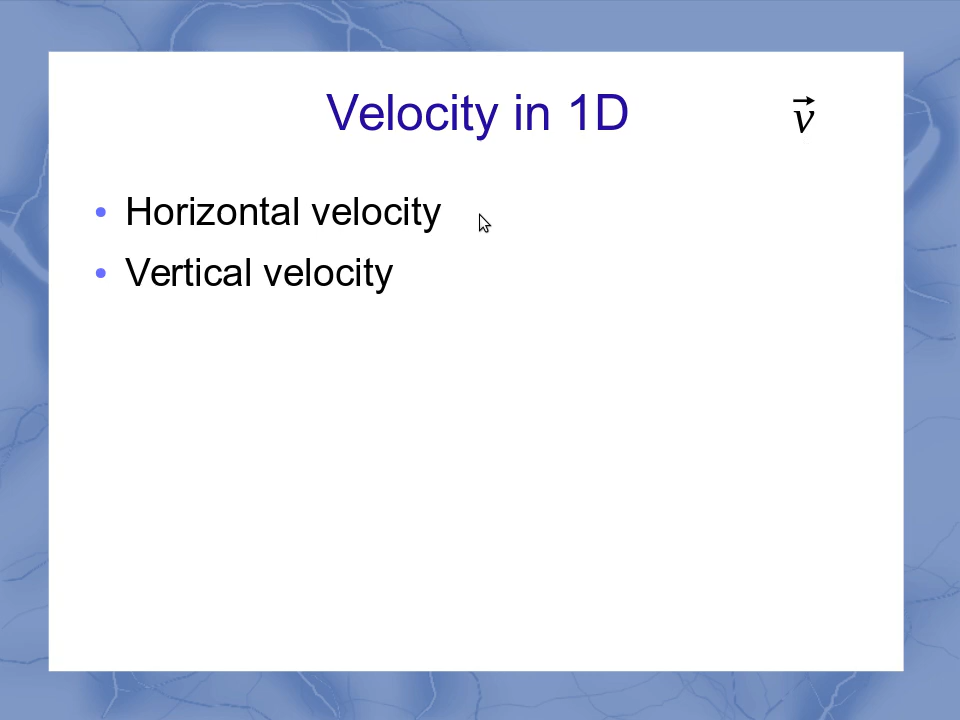 Velocity in 1D
v⃗
• Horizontal velocity
• Vertical velocity